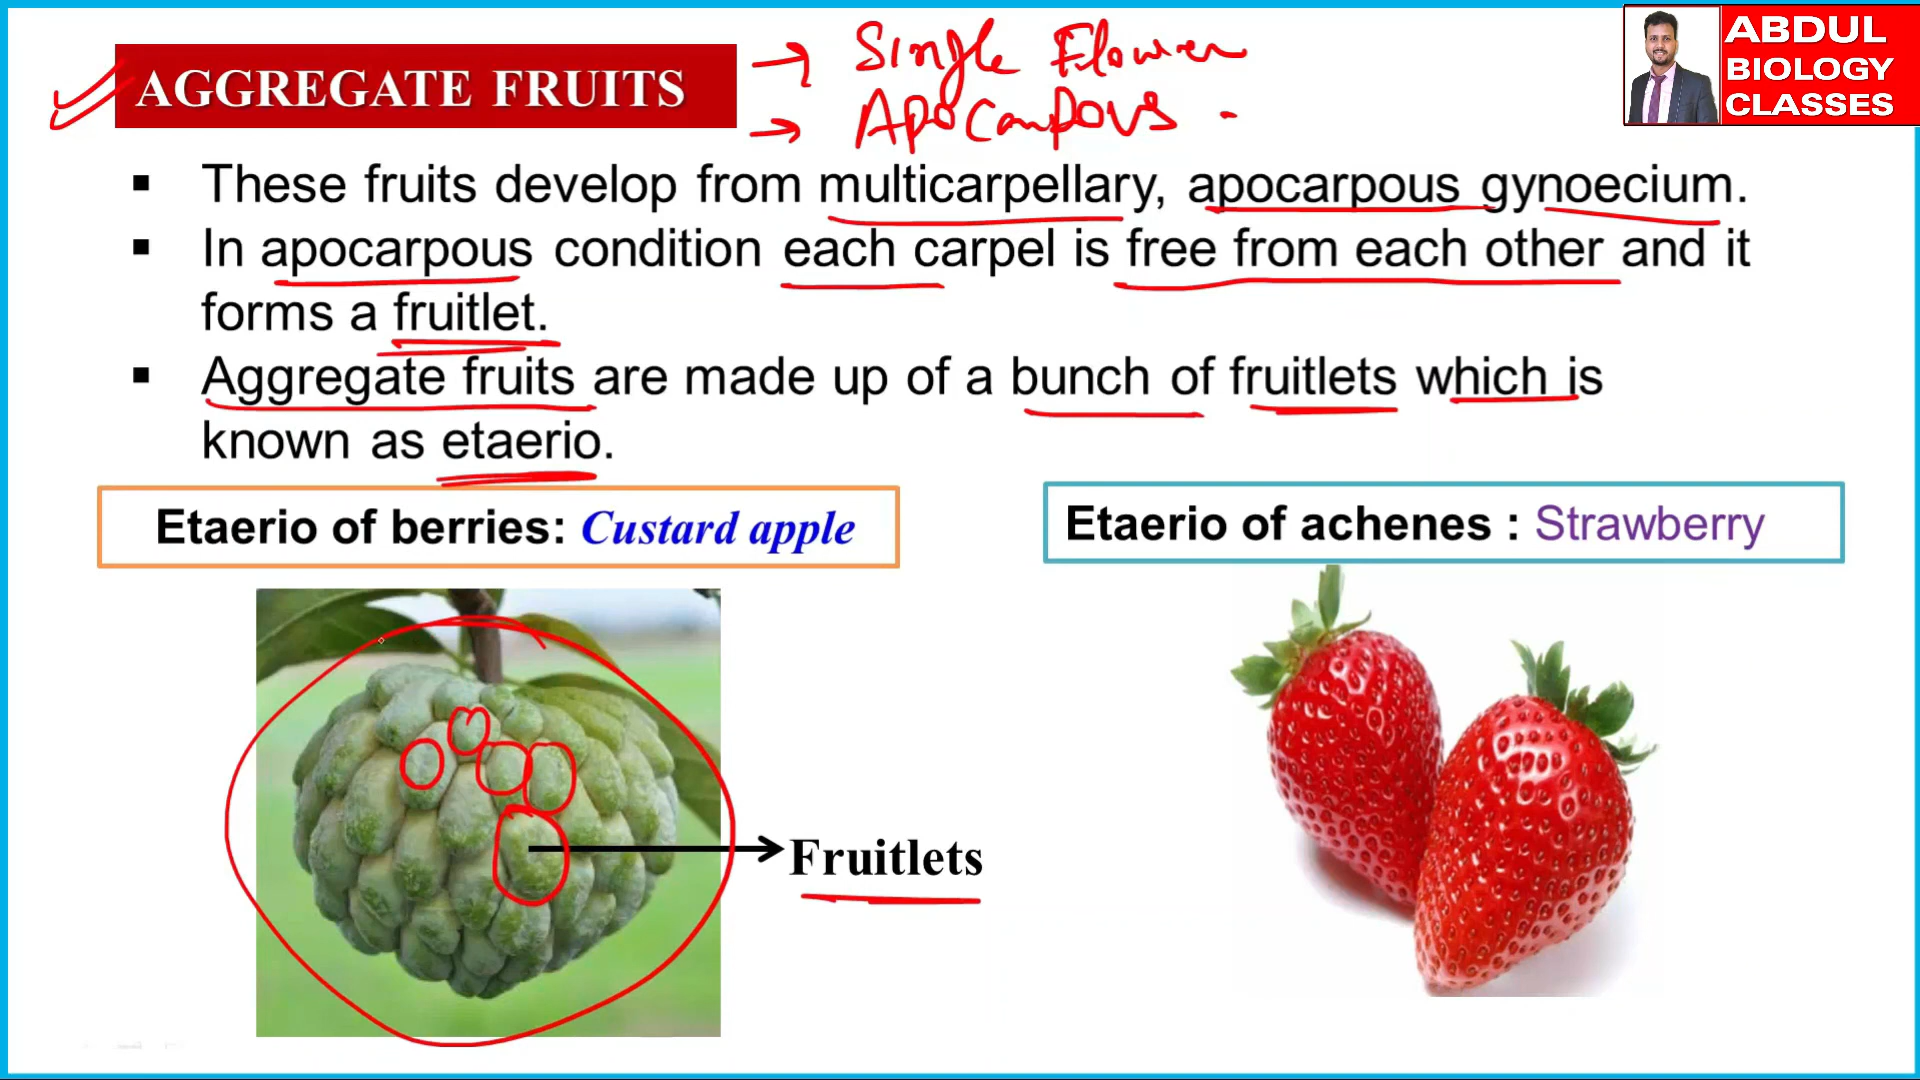 AGGREGATE FRUITS
→ Single Flower
→ Apocarpous -
ABDUL
BIOLOGY
CLASSES
▪ These fruits develop from multicarpellary, apocarpous gynoecium.
▪ In apocarpous condition each carpel is free from each other and it
forms a fruitlet.
▪ Aggregate fruits are made up of a bunch of fruitlets which is
known as etaerio.
Etaerio of berries: Custard apple
Etaerio of achenes : Strawberry
Fruitlets